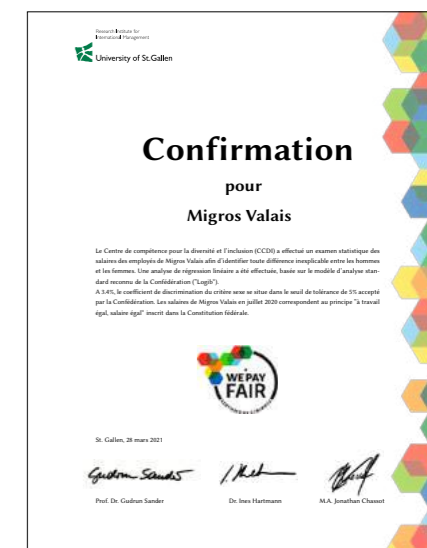 Research Institute for
International Management
University of St.Gallen
Confirmation
pour
Migros Valais
Le Centre de compétence pour la diversité et l'inclusion (CCDI) a effectué un examen statistique des
salaires des employés de Migros Valais afin d'identifier toute différence inexplicable entre les hommes
et les femmes. Une analyse de régression linéaire a été effectuée, basée sur le modèle d'analyse stan-
dard reconnu de la Confédération ("Logib").
A 3.4%, le coefficient de discrimination du critère sexe se situe dans le seuil de tolérance de 5% accepté
par la Confédération. Les salaires de Migros Valais en juillet 2020 correspondent au principe "à travail
égal, salaire égal" inscrit dans la Constitution fédérale.
WE PAY
FAIR
St. Gallen, 28 mars 2021
Gudrun Sander
Prof. Dr. Gudrun Sander
Dr. Ines Hartmann
M.A. Jonathan Chassot